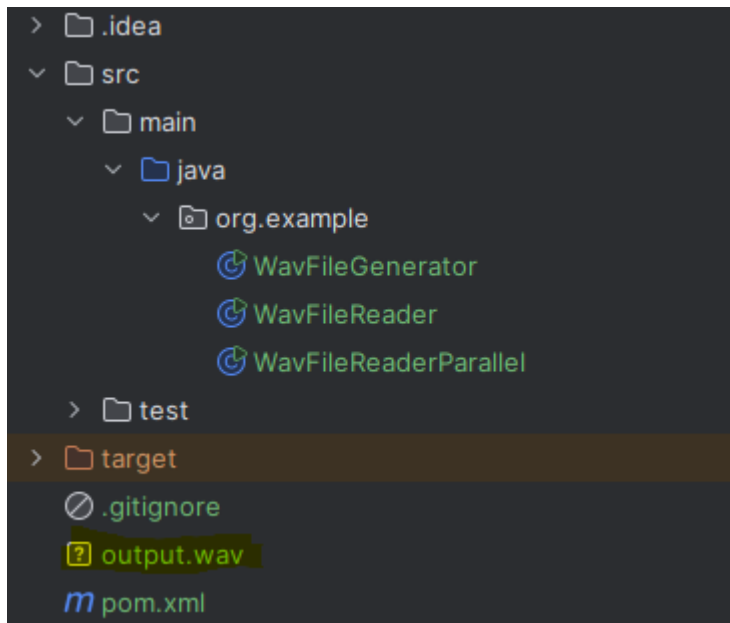 .idea
src
main
java
org.example
WavFileGenerator
WavFileReader
WavFileReaderParallel
test
target
.gitignore
output.wav
pom.xml